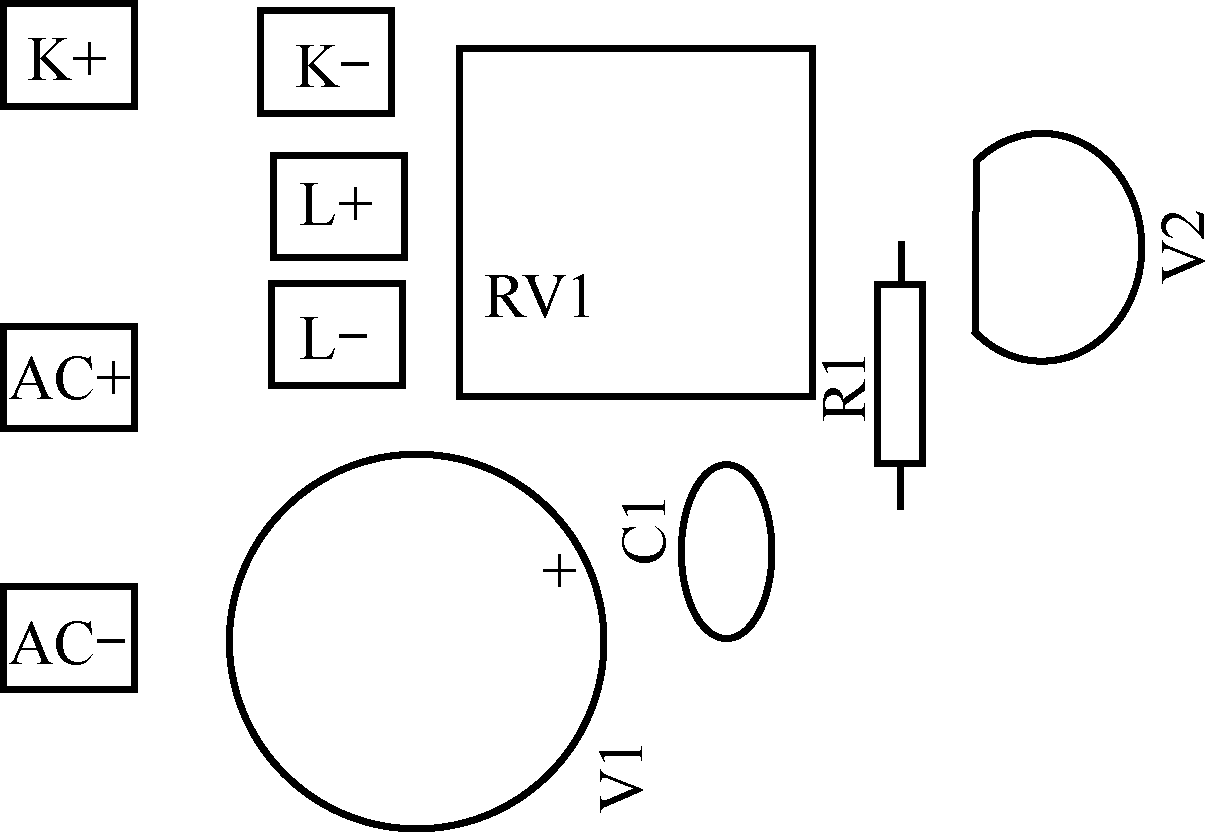 K+
K−
L+
L−
RV1
V2
AC+
R1
C1
+
AC−
V1